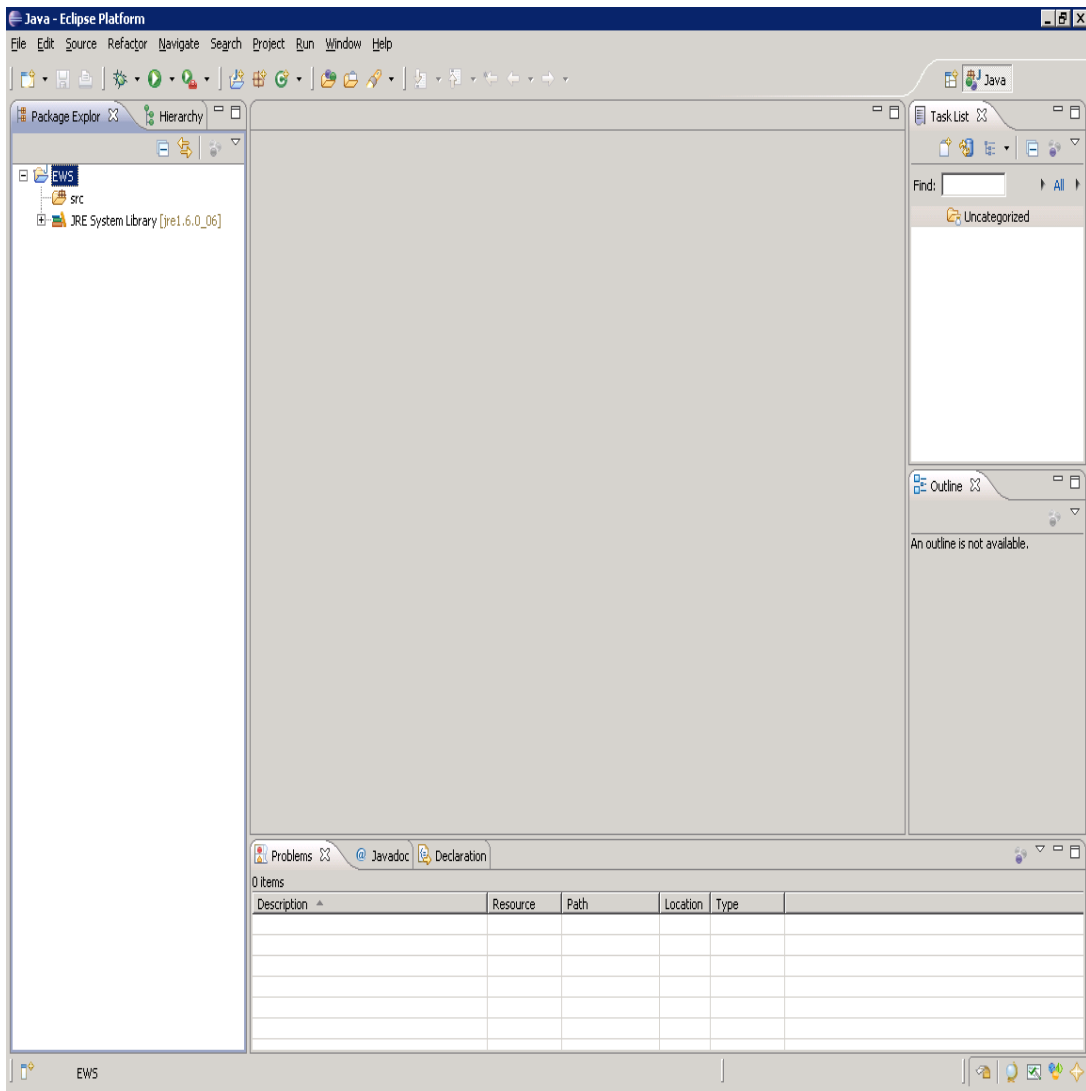 Java - Eclipse Platform
File Edit Source Refactor Navigate Search Project Run Window Help
Java
Package Explor Hierarchy
EWS
src
JRE System Library [jre1.6.0_06]
Task List
Find: All
Uncategorized
Outline
An outline is not available.
Problems @ Javadoc Declaration
0 items
Description Resource Path Location Type
EWS